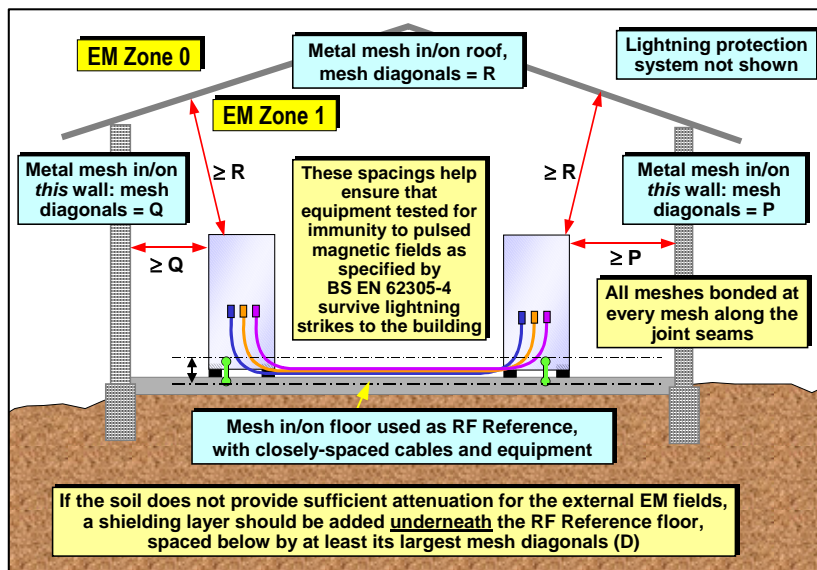 EM Zone 0
Metal mesh in/on roof,
mesh diagonals = R
Lightning protection
system not shown
EM Zone 1
Metal mesh in/on
this wall: mesh
diagonals = Q
≥ R
These spacings help
ensure that
equipment tested for
immunity to pulsed
magnetic fields as
specified by
BS EN 62305-4
survive lightning
strikes to the building
≥ R
Metal mesh in/on
this wall: mesh
diagonals = P
≥ Q
≥ P
All meshes bonded at
every mesh along the
joint seams
Mesh in/on floor used as RF Reference,
with closely-spaced cables and equipment
If the soil does not provide sufficient attenuation for the external EM fields,
a shielding layer should be added underneath the RF Reference floor,
spaced below by at least its largest mesh diagonals (D)